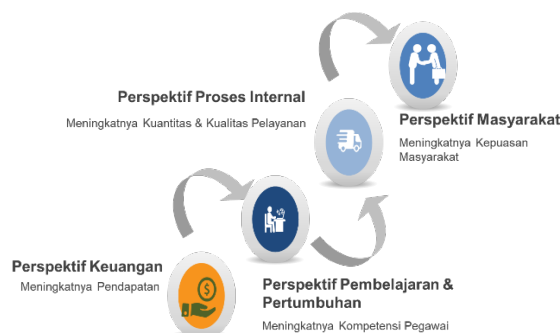 Perspektif Proses Internal
Meningkatnya Kuantitas & Kualitas Pelayanan
Perspektif Masyarakat
Meningkatnya Kepuasan
Masyarakat
Perspektif Keuangan
Meningkatnya Pendapatan
$
Perspektif Pembelajaran &
Pertumbuhan
Meningkatnya Kompetensi Pegawai